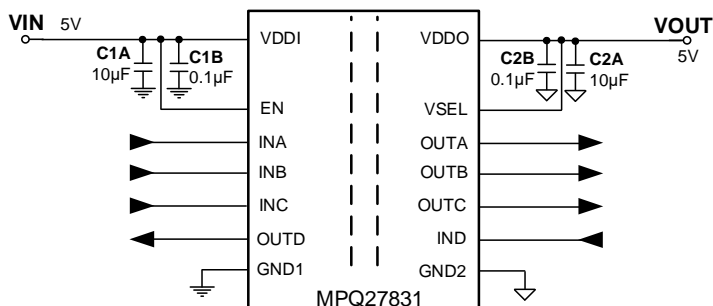 VIN 5V
C1A
10µF
C1B
0.1µF
VDDI
EN
INA
INB
INC
OUTD
GND1
VDDO
VSEL
OUTA
OUTB
OUTC
IND
GND2
MPQ27831
C2B
0.1µF
C2A
10µF
VOUT
5V